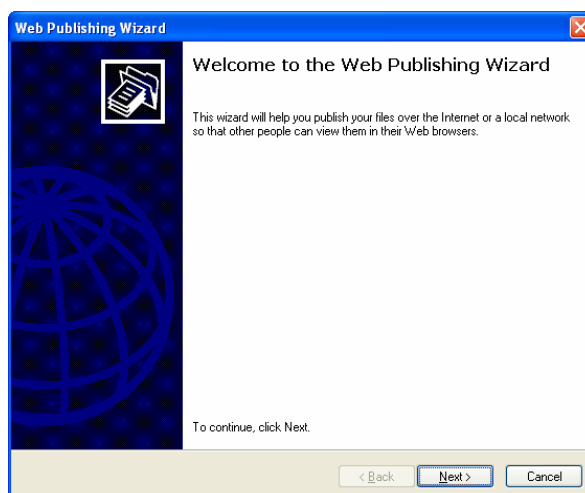 Web Publishing Wizard
Welcome to the Web Publishing Wizard
This wizard will help you publish your files over the Internet or a local network
so that other people can view them in their Web browsers.
To continue, click Next.
< Back Next > Cancel